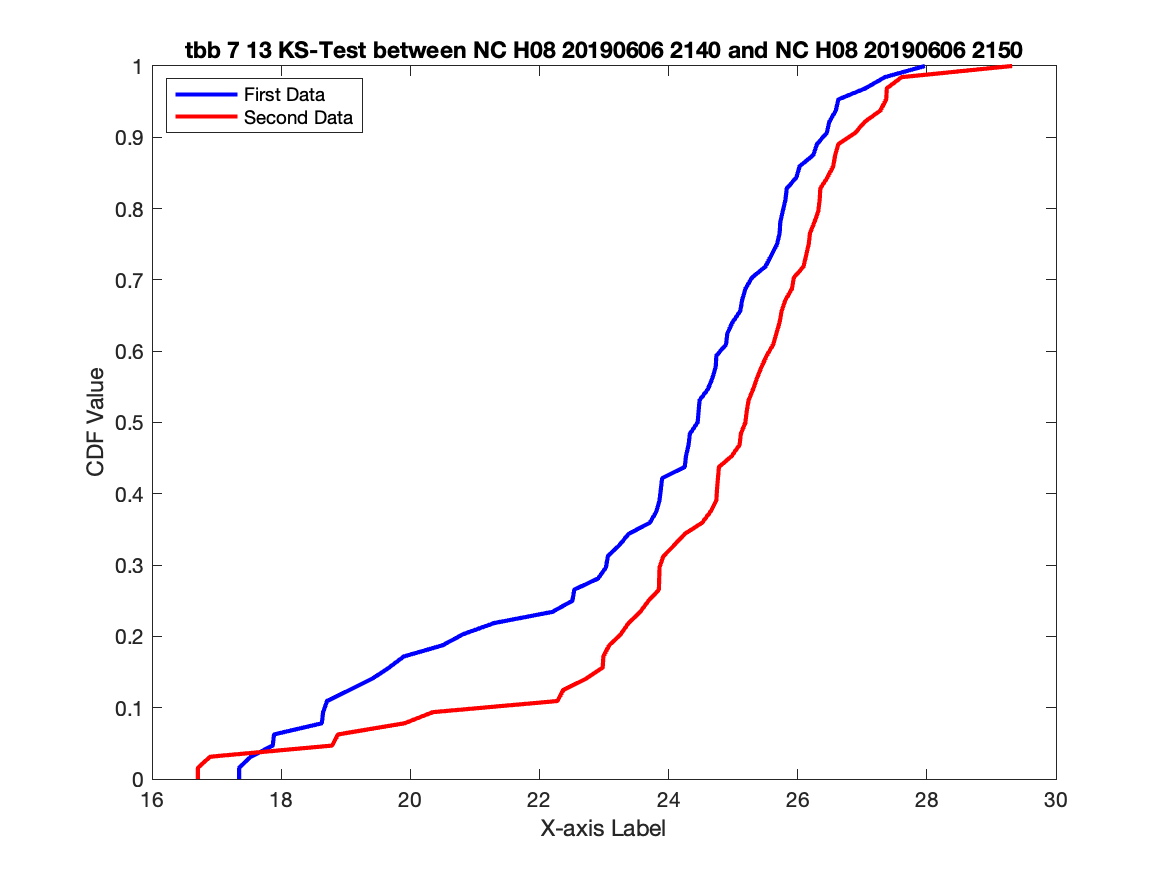 tbb 7 13 KS-Test between NC H08 20190606 2140 and NC H08 20190606 2150
First Data
Second Data
1
0.9
0.8
0.7
0.6
0.5
0.4
0.3
0.2
0.1
0
CDF Value
16 18 20 22 24 26 28 30
X-axis Label